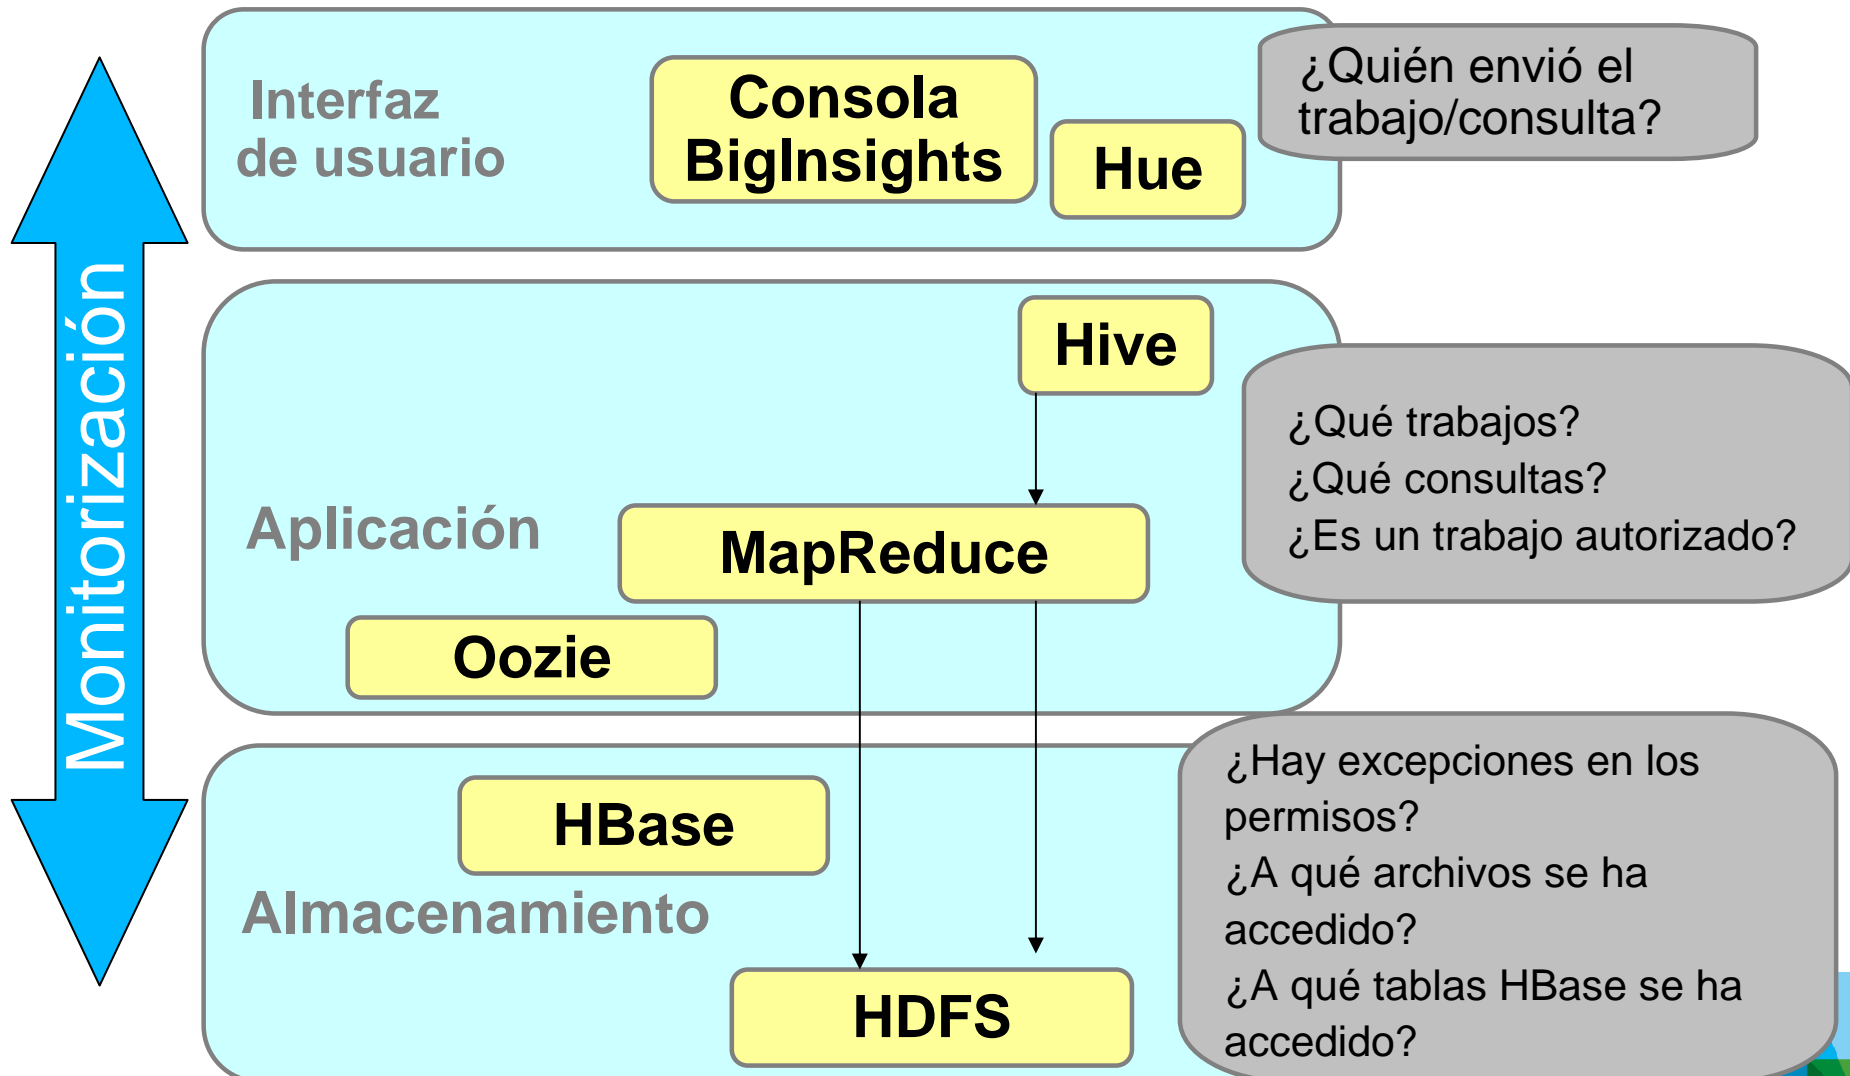 Monitorización
Interfaz
de usuario
Consola
BigInsights
Hue
¿Quién envió el
trabajo/consulta?
Hive
Aplicación
MapReduce
Oozie
¿Qué trabajos?
¿Qué consultas?
¿Es un trabajo autorizado?
HBase
Almacenamiento
HDFS
¿Hay excepciones en los
permisos?
¿A qué archivos se ha
accedido?
¿A qué tablas HBase se ha
accedido?